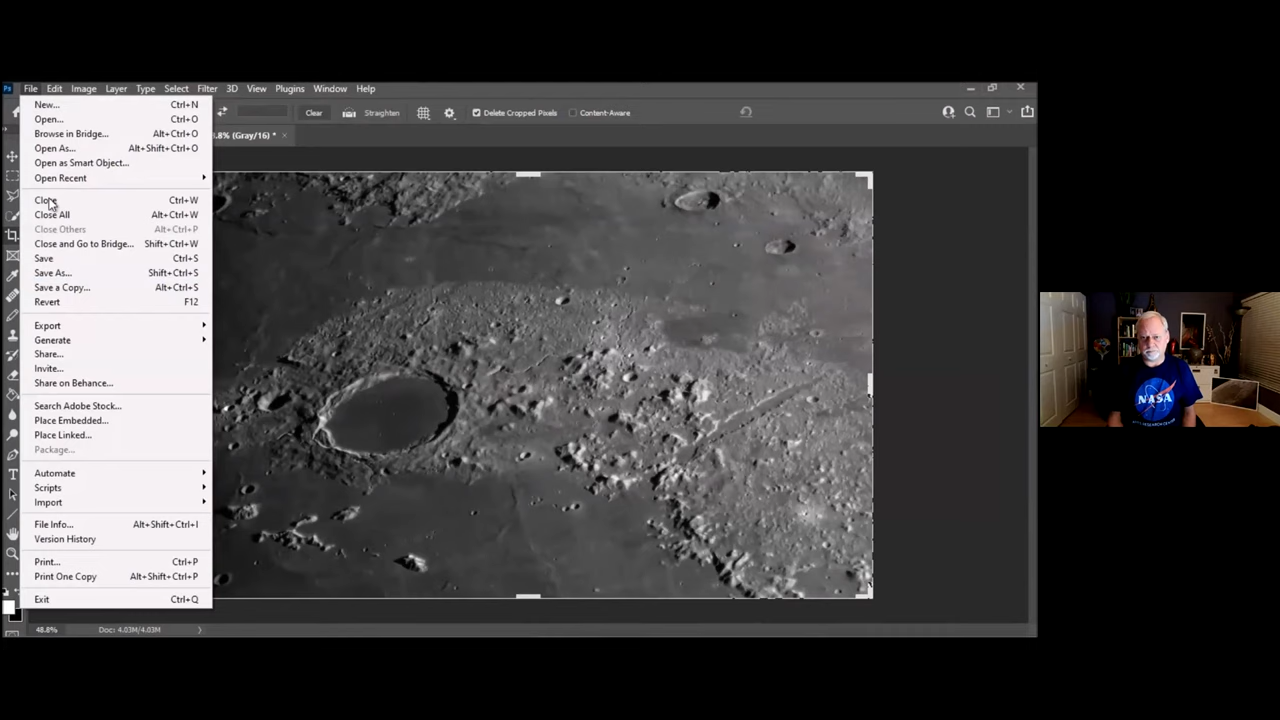 Ps File Edit Image Layer Type Select Filter 3D View Plugins Window Help
Clear Straighten Delete Cropped Pixels Content-Aware
.8% (Gray/16) * ×
New... Ctrl+N
Open... Ctrl+O
Browse in Bridge... Alt+Ctrl+O
Open As... Alt+Shift+Ctrl+O
Open as Smart Object...
Open Recent
Close Ctrl+W
Close All Alt+Ctrl+W
Close Others Alt+Ctrl+P
Close and Go to Bridge... Shift+Ctrl+W
Save Ctrl+S
Save As... Shift+Ctrl+S
Save a Copy... Alt+Ctrl+S
Revert F12
Export
Generate
Share...
Invite...
Share on Behance...
Search Adobe Stock...
Place Embedded...
Place Linked...
Package...
Automate
Scripts
Import
File Info... Alt+Shift+Ctrl+I
Version History
Print... Ctrl+P
Print One Copy Alt+Shift+Ctrl+P
Exit Ctrl+Q
48.8% Doc: 4.03M/4.03M
NASA